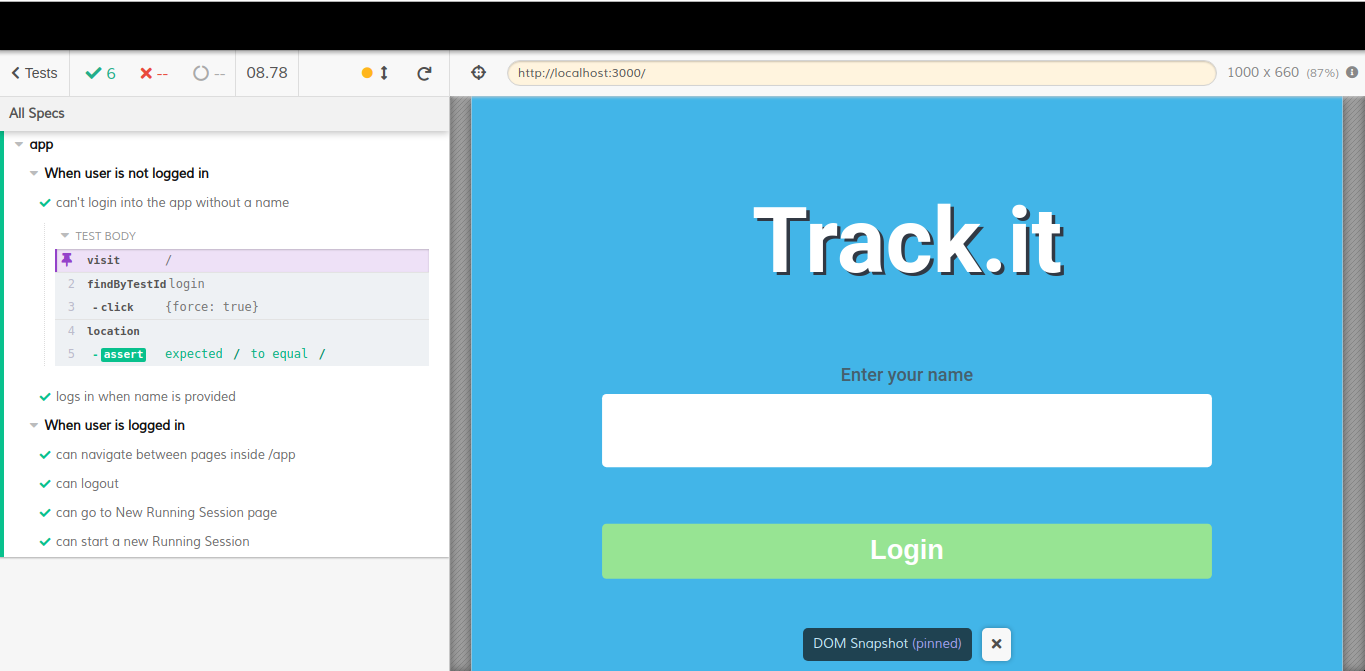 Tests 6 -- -- 08.78
http://localhost:3000/ 1000 x 660 (87%)
All Specs
app
When user is not logged in
can't login into the app without a name
TEST BODY
visit /
2 findByTestId login
3 - click {force: true}
4 location
5 - assert expected / to equal /
logs in when name is provided
When user is logged in
can navigate between pages inside /app
can logout
can go to New Running Session page
can start a new Running Session
Track.it
Enter your name
Login
DOM Snapshot (pinned)